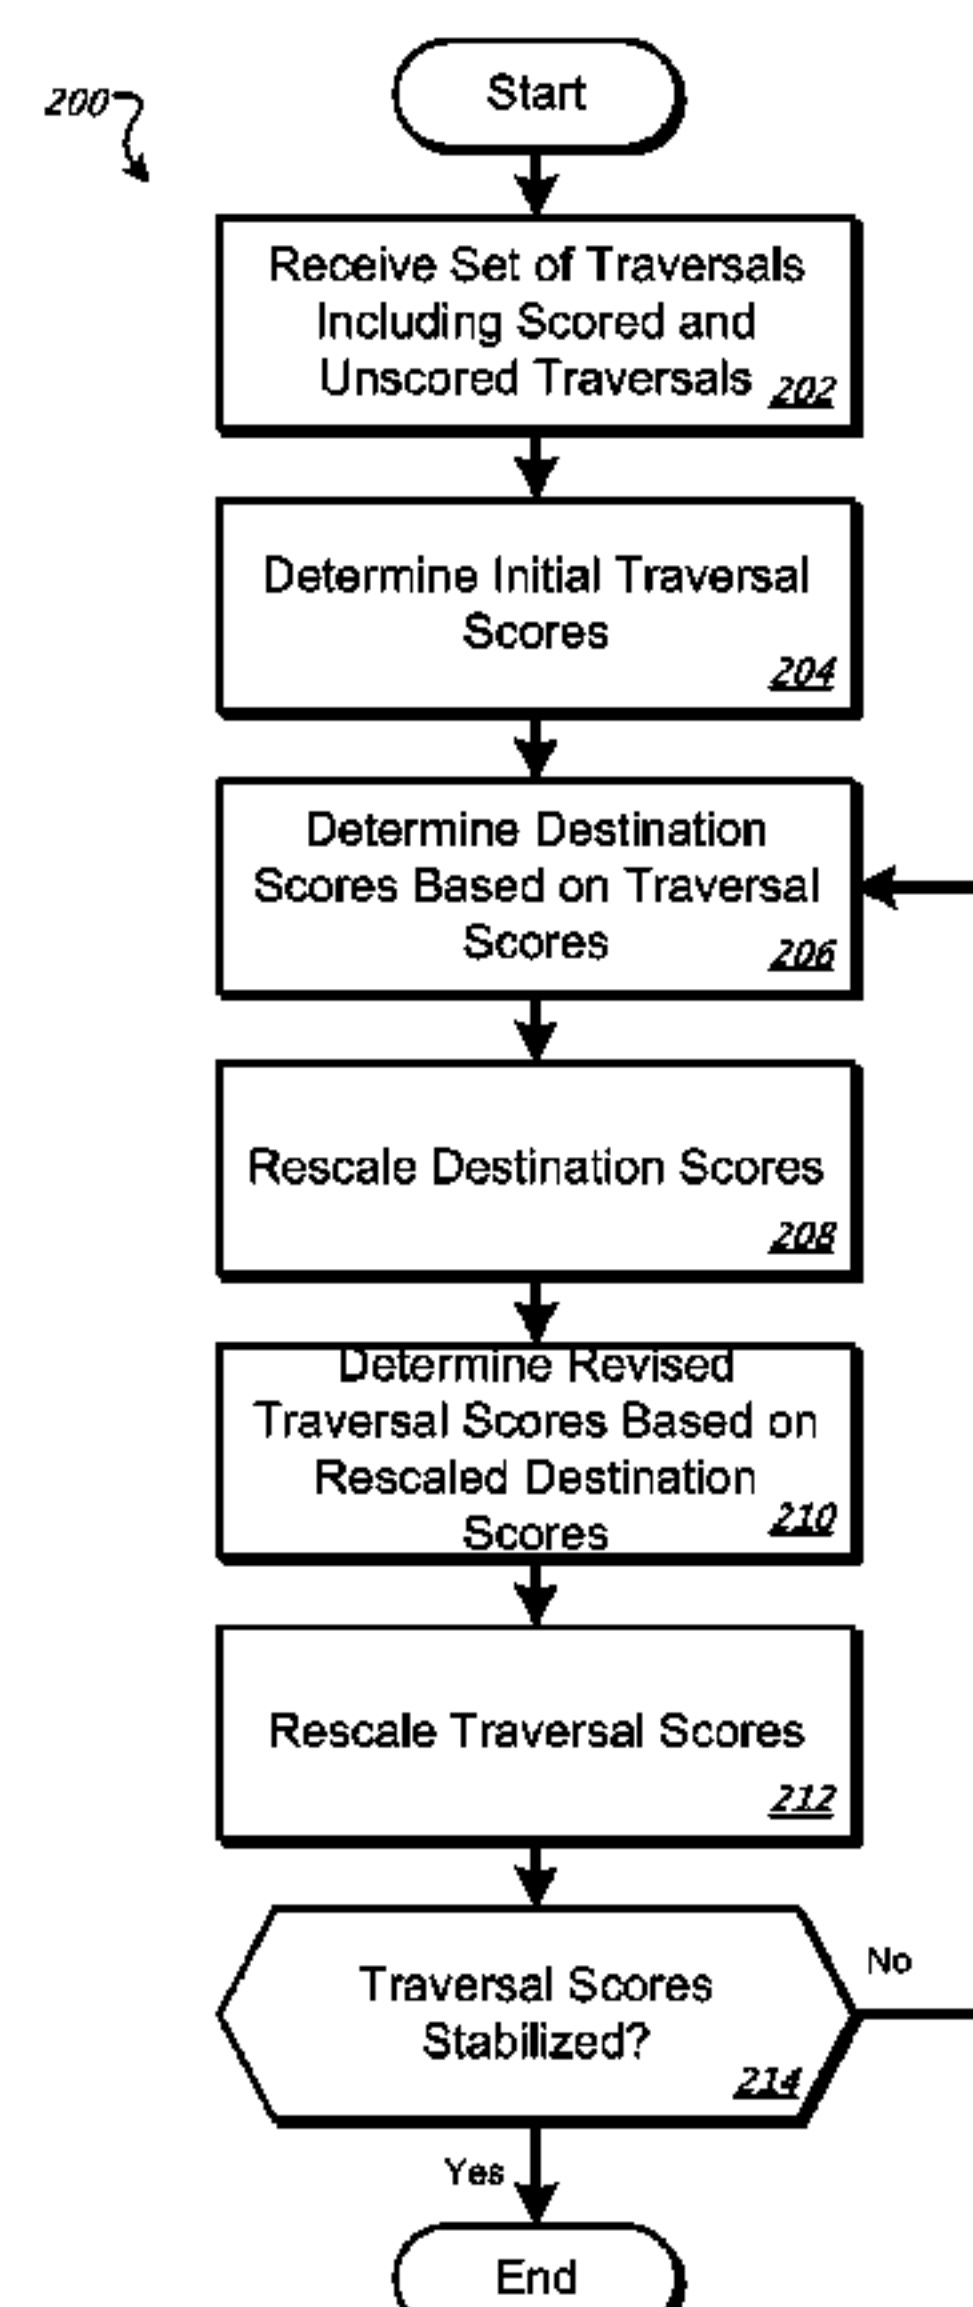 Start
200
Receive Set of Traversals
Including Scored and
Unscored Traversals
202
Determine Initial Traversal
Scores
204
Determine Destination
Scores Based on Traversal
Scores
206
Rescale Destination Scores
208
Determine Revised
Traversal Scores Based on
Rescaled Destination
Scores
210
Rescale Traversal Scores
212
Traversal Scores
Stabilized?
214
No
Yes
End